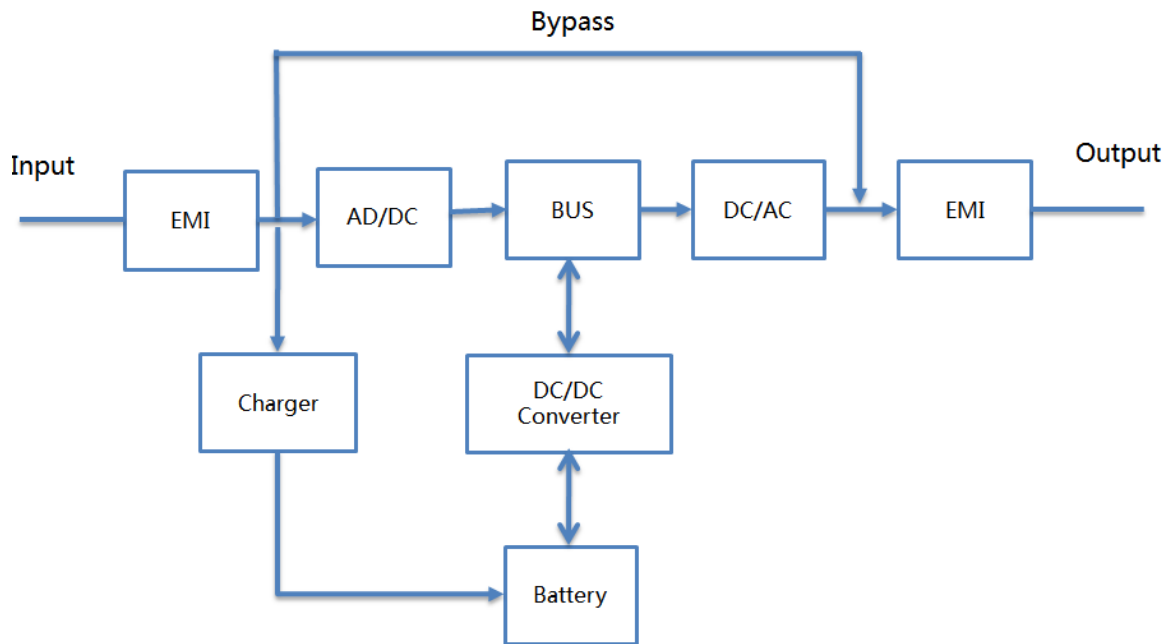 Bypass
Input
Output
EMI
AD/DC
BUS
DC/AC
EMI
Charger
DC/DC
Converter
Battery